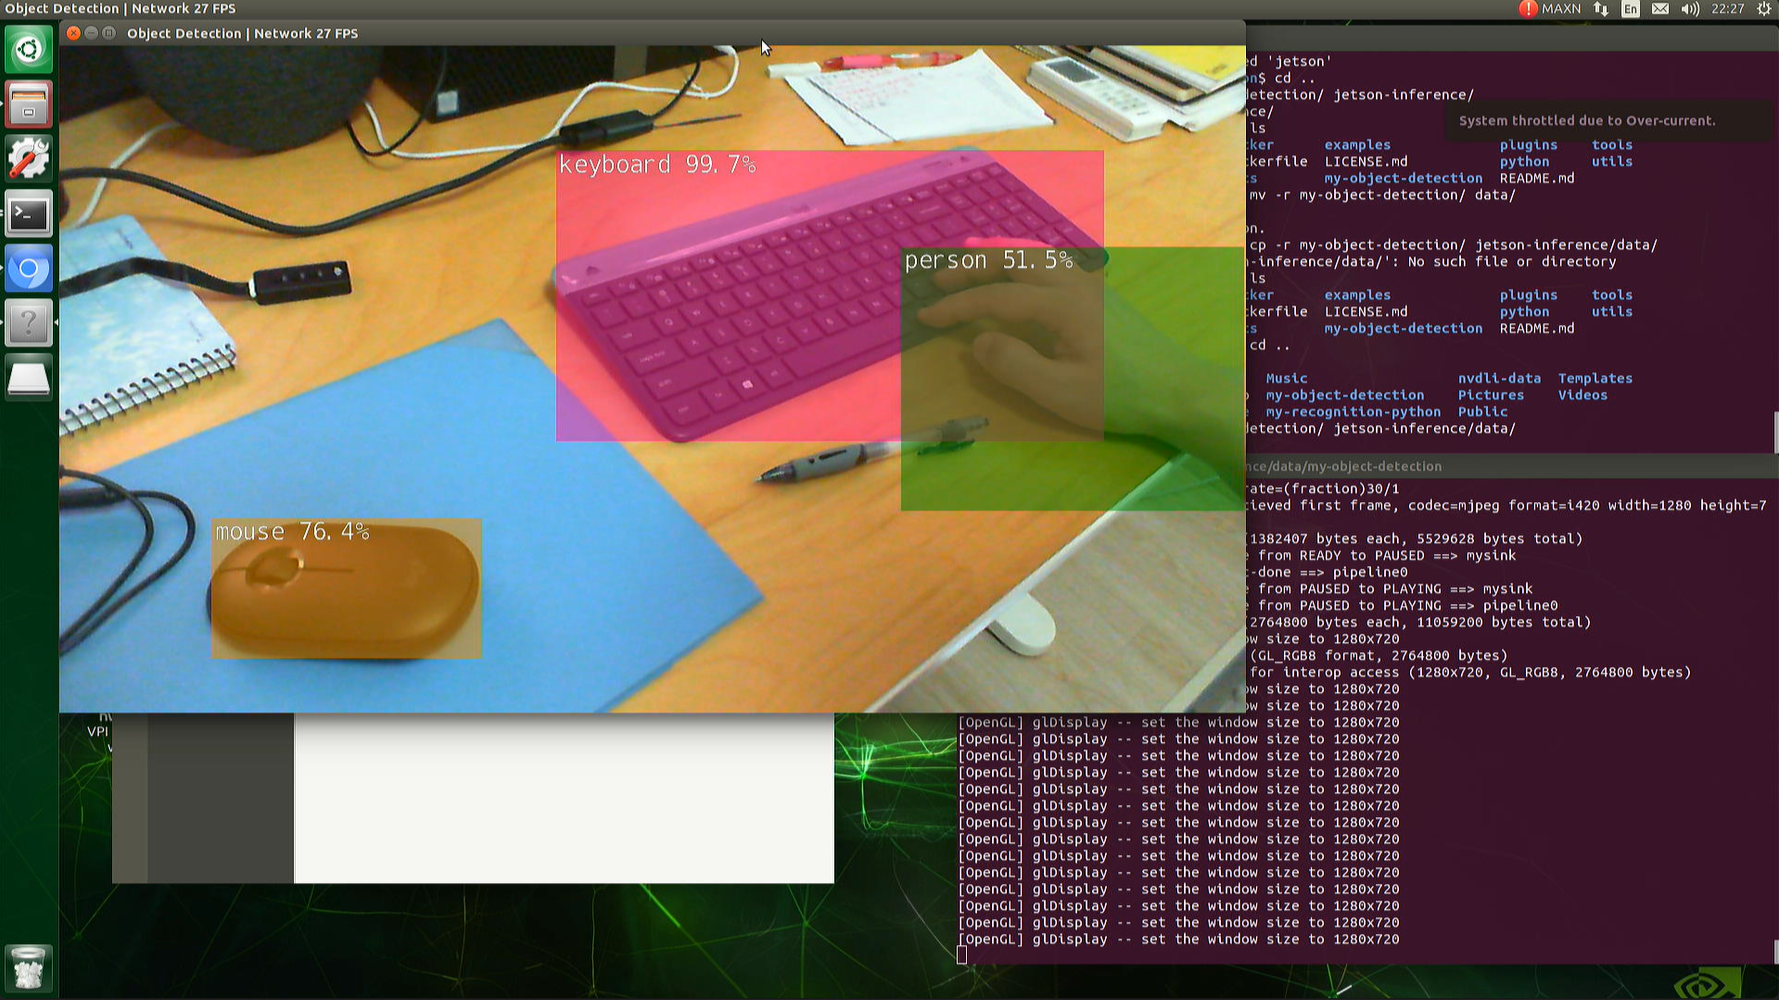 Object Detection | Network 27 FPS
MAXN
En
22:27
Object Detection | Network 27 FPS
keyboard 99.7%
person 51.5%
mouse 76.4%
VPI
ed 'jetson'
n$ cd ..
etection/ jetson-inference/
ce/
System throttled due to Over-current.
ls
ker examples plugins tools
kerfile LICENSE.md python utils
ts my-object-detection README.md
mv -r my-object-detection/ data/
on.
cp -r my-object-detection/ jetson-inference/data/
n-inference/data/': No such file or directory
ls
ker examples plugins tools
kerfile LICENSE.md python utils
ts my-object-detection README.md
cd ..
Music nvdli-data Templates
my-object-detection Pictures Videos
my-recognition-python Public
etection/ jetson-inference/data/
nce/data/my-object-detection
rate=(fraction)30/1
ieved first frame, codec=mjpeg format=i420 width=1280 height=7
(1382407 bytes each, 5529628 bytes total)
e from READY to PAUSED ==> mysink
t-done ==> pipeline0
e from PAUSED to PLAYING ==> mysink
e from PAUSED to PLAYING ==> pipeline0
(2764800 bytes each, 11059200 bytes total)
ow size to 1280x720
(GL_RGB8 format, 2764800 bytes)
for interop access (1280x720, GL_RGB8, 2764800 bytes)
ow size to 1280x720
ow size to 1280x720
[OpenGL] glDisplay -- set the window size to 1280x720
[OpenGL] glDisplay -- set the window size to 1280x720
[OpenGL] glDisplay -- set the window size to 1280x720
[OpenGL] glDisplay -- set the window size to 1280x720
[OpenGL] glDisplay -- set the window size to 1280x720
[OpenGL] glDisplay -- set the window size to 1280x720
[OpenGL] glDisplay -- set the window size to 1280x720
[OpenGL] glDisplay -- set the window size to 1280x720
[OpenGL] glDisplay -- set the window size to 1280x720
[OpenGL] glDisplay -- set the window size to 1280x720
[OpenGL] glDisplay -- set the window size to 1280x720
[OpenGL] glDisplay -- set the window size to 1280x720
[OpenGL] glDisplay -- set the window size to 1280x720
[OpenGL] glDisplay -- set the window size to 1280x720